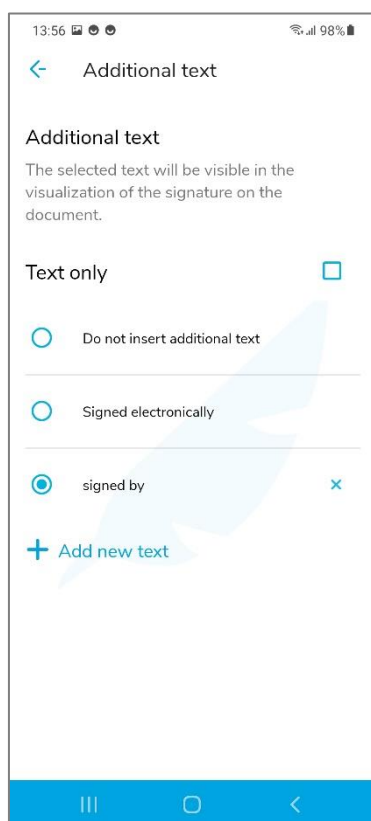 13:56 98%
Additional text
Additional text
The selected text will be visible in the
visualization of the signature on the
document.
Text only
Do not insert additional text
Signed electronically
signed by
Add new text